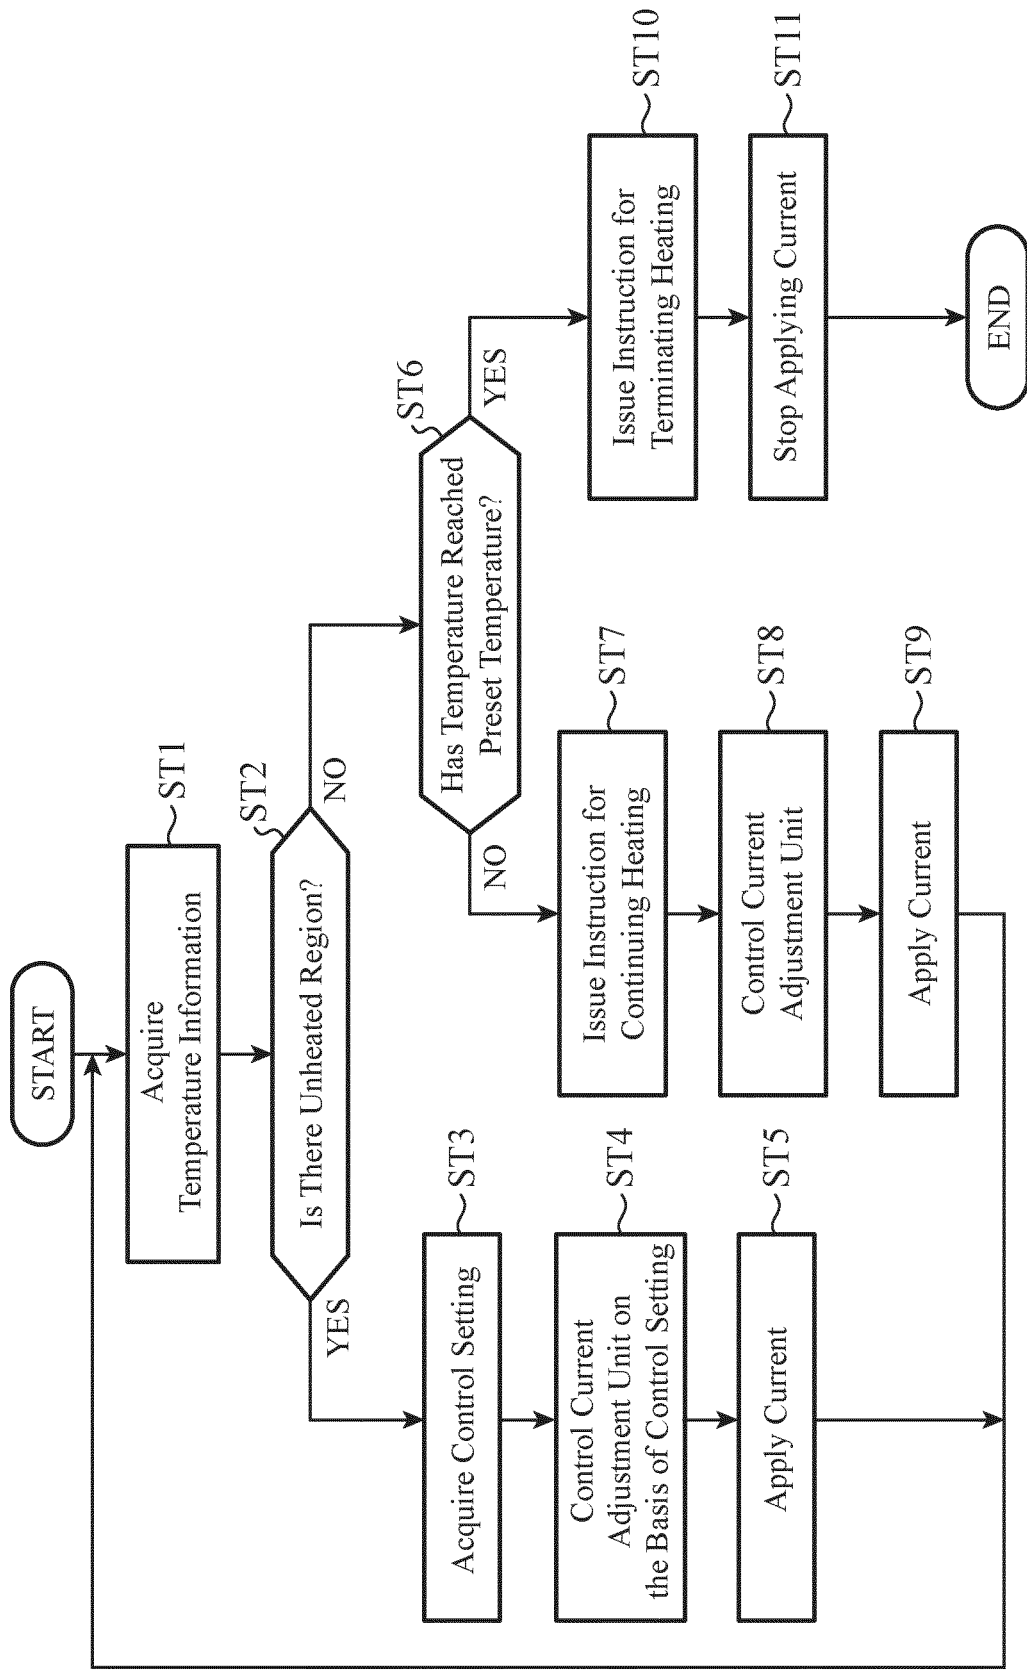 START
ST1
Acquire
Temperature Information
ST2
Is There Unheated Region?
YES
NO
ST3
Acquire Control Setting
ST4
Control Current
Adjustment Unit on
the Basis of Control Setting
ST5
Apply Current
ST6
Has Temperature Reached
Preset Temperature?
NO
YES
ST7
Issue Instruction for
Continuing Heating
ST8
Control Current
Adjustment Unit
ST9
Apply Current
ST10
Issue Instruction for
Terminating Heating
ST11
Stop Applying Current
END